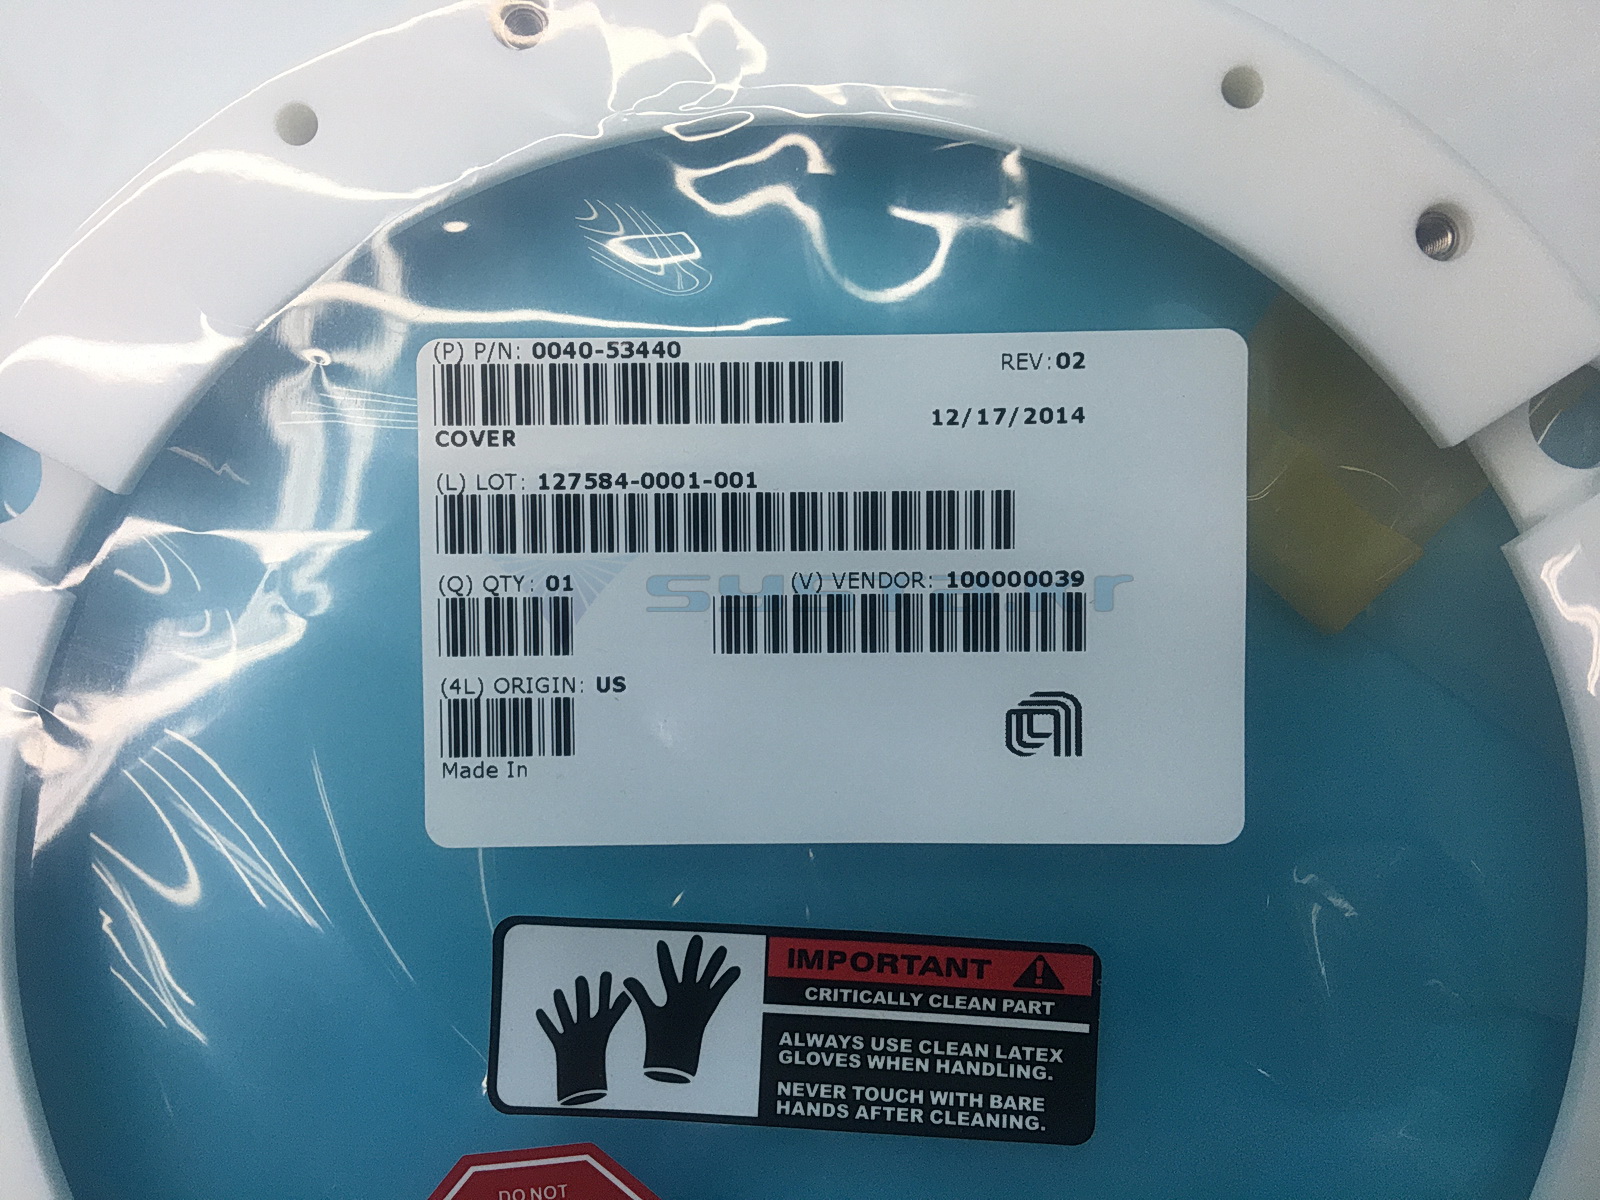 (P) P/N: 0040-53440
REV:02
12/17/2014
COVER
(L) LOT: 127584-0001-001
(Q) QTY: 01
(V) VENDOR: 100000039
(4L) ORIGIN: US
Made In
IMPORTANT
CRITICALLY CLEAN PART
ALWAYS USE CLEAN LATEX
GLOVES WHEN HANDLING.
NEVER TOUCH WITH BARE
HANDS AFTER CLEANING.
DO NOT